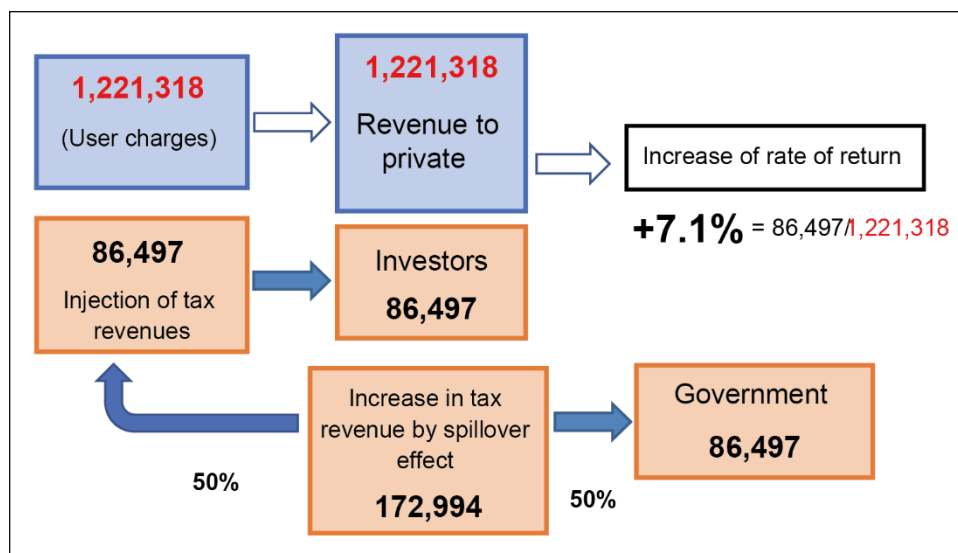 1,221,318
(User charges)
1,221,318
Revenue to
private
Increase of rate of return
+7.1% = 86,497/1,221,318
86,497
Injection of tax
revenues
Investors
86,497
Increase in tax
revenue by spillover
effect
172,994
Government
86,497
50%
50%